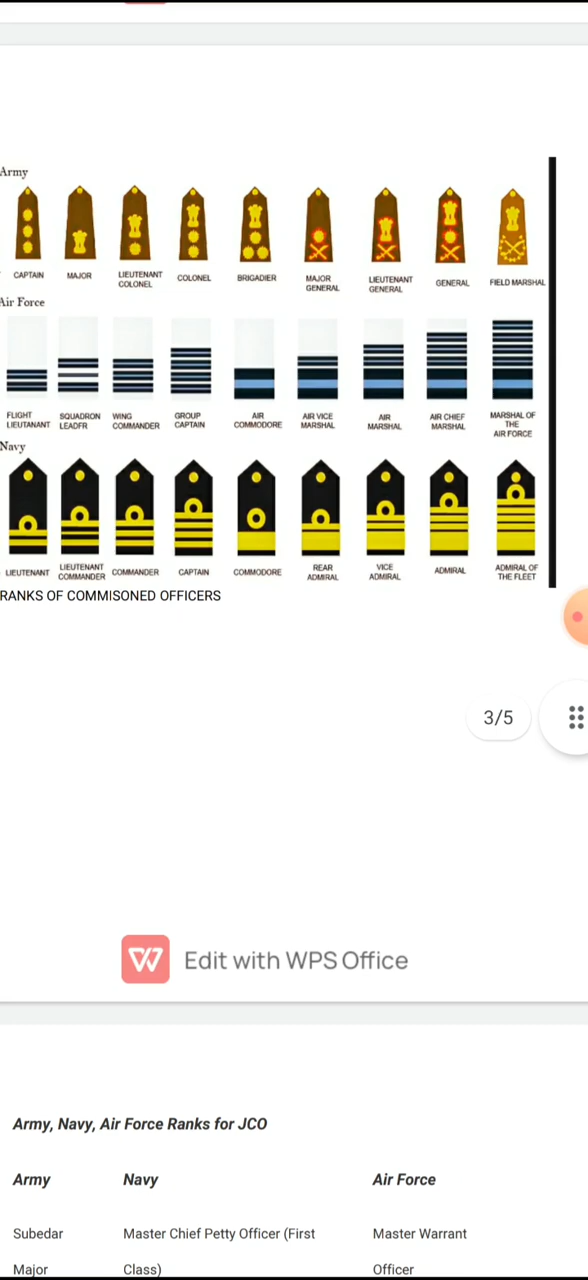 Army
CAPTAIN MAJOR LIEUTENANT COLONEL COLONEL BRIGADIER MAJOR GENERAL LIEUTENANT GENERAL GENERAL FIELD MARSHAL
Air Force
FLIGHT LIEUTANANT SQUADRON LEADFR WING COMMANDER GROUP CAPTAIN AIR COMMODORE AIR VICE MARSHAL AIR MARSHAL AIR CHIEF MARSHAL MARSHAL OF THE AIR FORCE
Navy
LIEUTENANT LIEUTENANT COMMANDER COMMANDER CAPTAIN COMMODORE REAR ADMIRAL VICE ADMIRAL ADMIRAL ADMIRAL OF THE FLEET
RANKS OF COMMISONED OFFICERS
3/5
Edit with WPS Office
Army, Navy, Air Force Ranks for JCO
Army Navy Air Force
Subedar Master Chief Petty Officer (First Master Warrant
Major Class) Officer